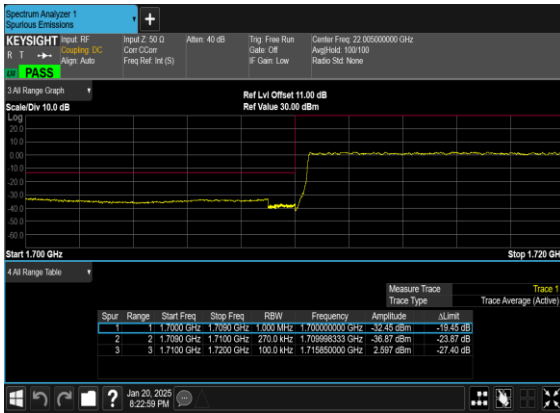 Spectrum Analyzer 1
Spurious Emissions
KEYSIGHT Input: RF Input Z: 50 Ω Atten: 40 dB Trig: Free Run Center Freq: 22.005000000 GHz
R T Coupling: DC Corr CCorr Gate: Off Avg|Hold: 100/100
Align: Auto Freq Ref: Int (S) IF Gain: Low Radio Std: None
PASS
3 All Range Graph
Ref Lvl Offset 11.00 dB
Scale/Div 10.0 dB Ref Value 30.00 dBm
Log
20.0
10.0
0.00
-10.0
-20.0
-30.0
-40.0
-50.0
-60.0
Start 1.700 GHz Stop 1.720 GH
4 All Range Table
Measure Trace Trace 1
Trace Type Trace Average (Active)
Spur Range Start Freq Stop Freq RBW Frequency Amplitude ΔLimit
1 1 1.7000 GHz 1.7090 GHz 1.000 MHz 1.700000000 GHz -32.45 dBm -19.45 dB
2 2 1.7090 GHz 1.7100 GHz 270.0 kHz 1.709998333 GHz -36.87 dBm -23.87 dB
3 3 1.7100 GHz 1.7200 GHz 100.0 kHz 1.715850000 GHz 2.597 dBm -27.40 dB
Jan 20, 2025
8:22:59 PM